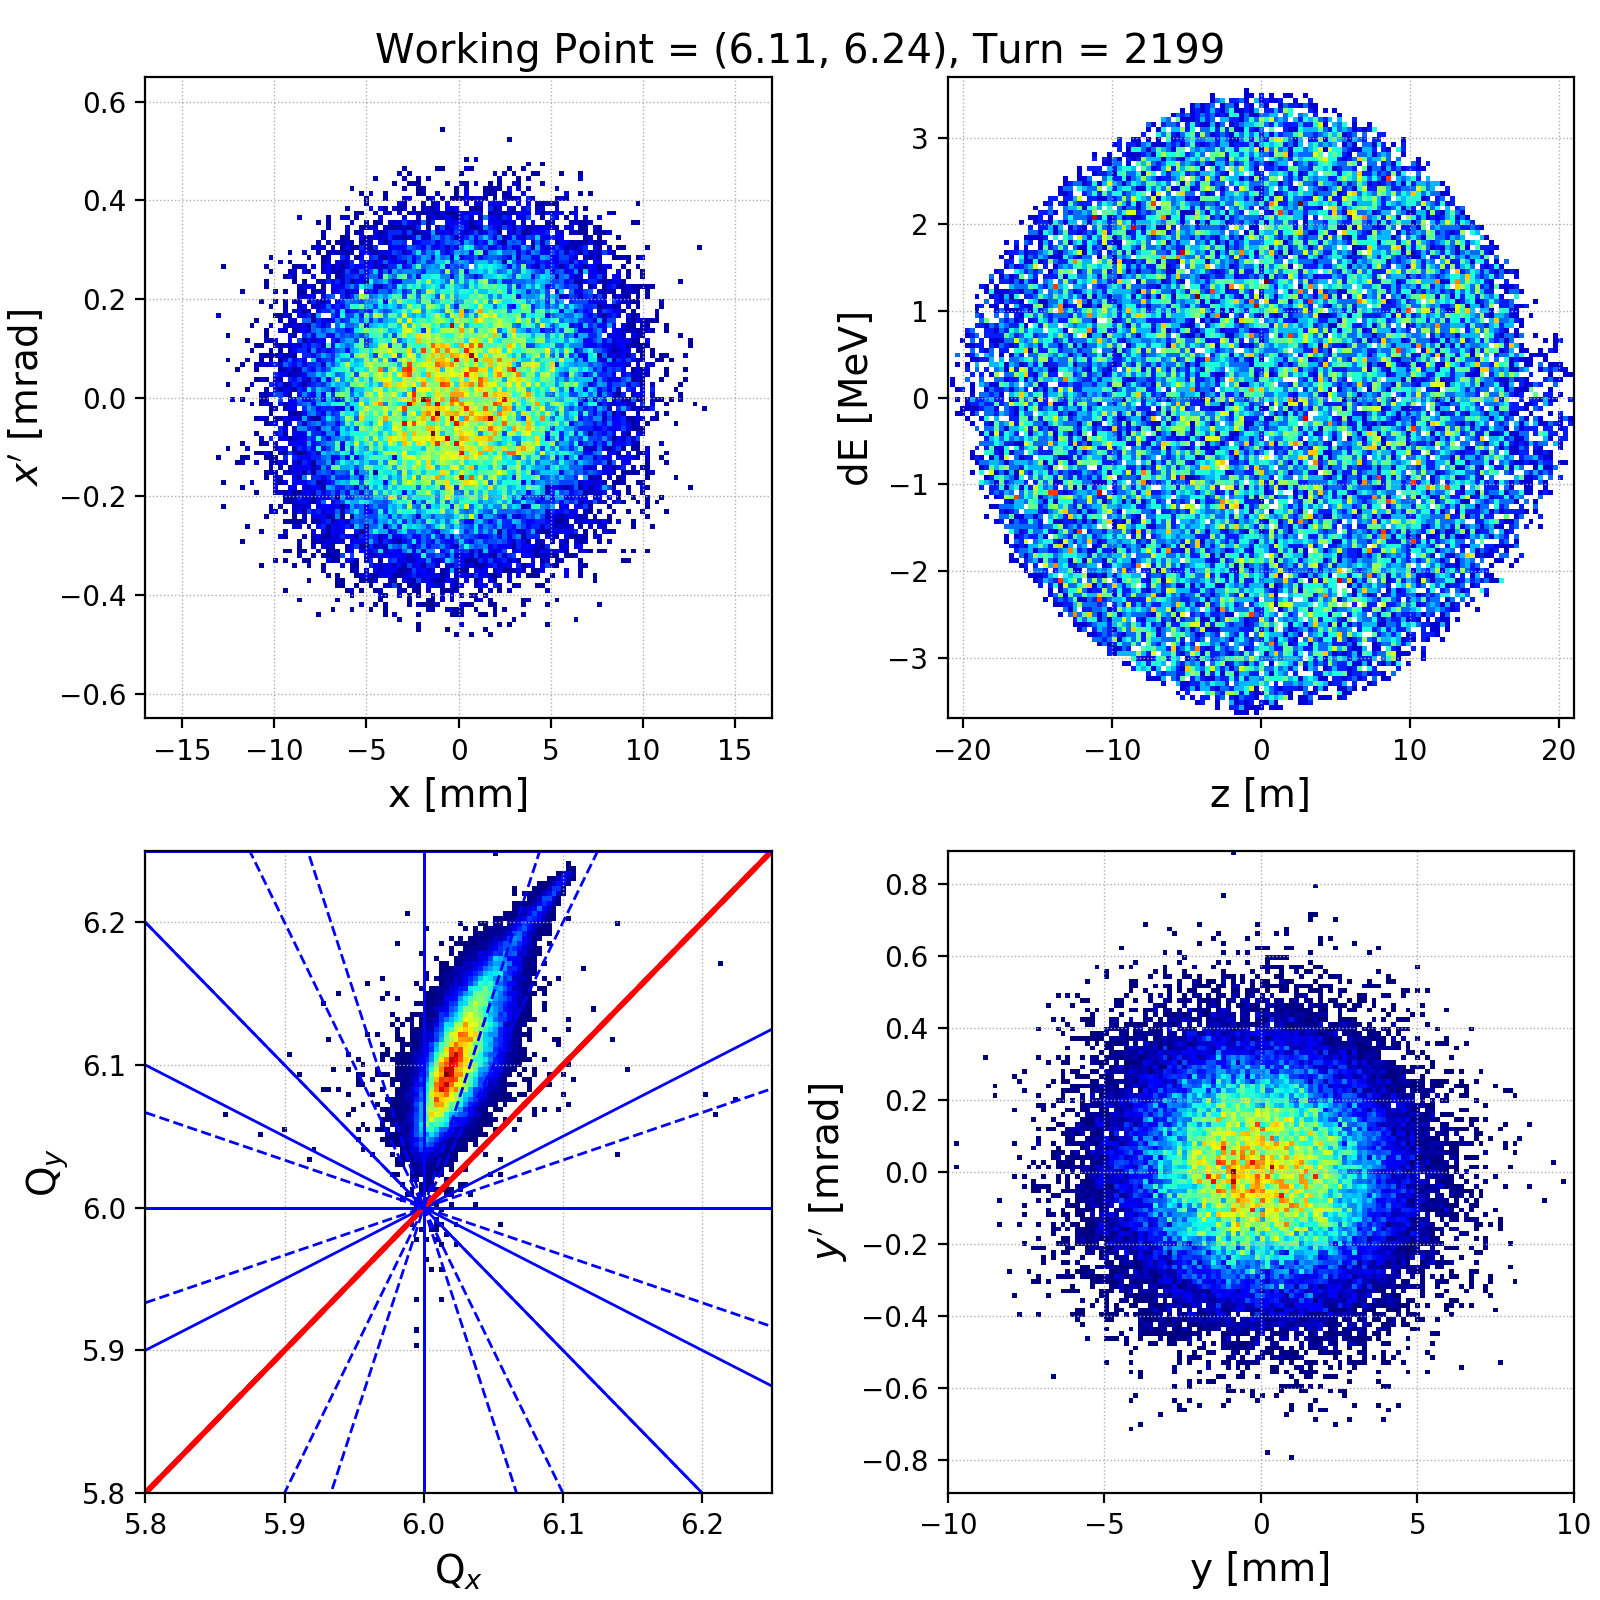 Working Point = (6.11, 6.24), Turn = 2199
0.6
0.4
0.2
0.0
−0.2
−0.4
−0.6
x′ [mrad]
−15 −10 −5 0 5 10 15
x [mm]
3
2
1
0
−1
−2
−3
dE [MeV]
−20 −10 0 10 20
z [m]
6.2
6.1
6.0
5.9
5.8
Qy
5.8 5.9 6.0 6.1 6.2
Qx
0.8
0.6
0.4
0.2
0.0
−0.2
−0.4
−0.6
−0.8
y′ [mrad]
−10 −5 0 5 10
y [mm]